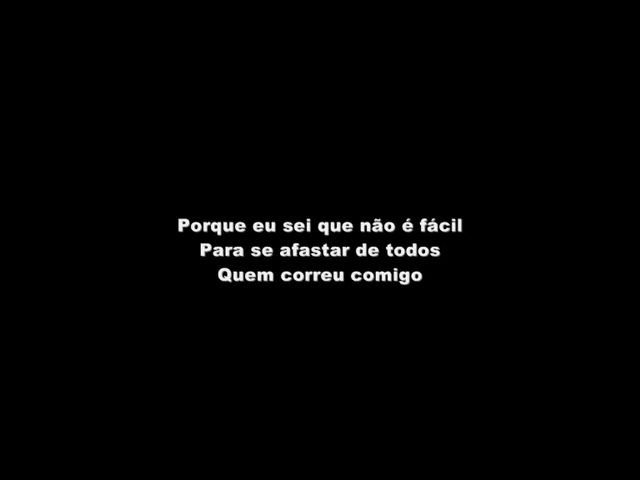 Porque eu sei que não é fácil
Para se afastar de todos
Quem correu comigo